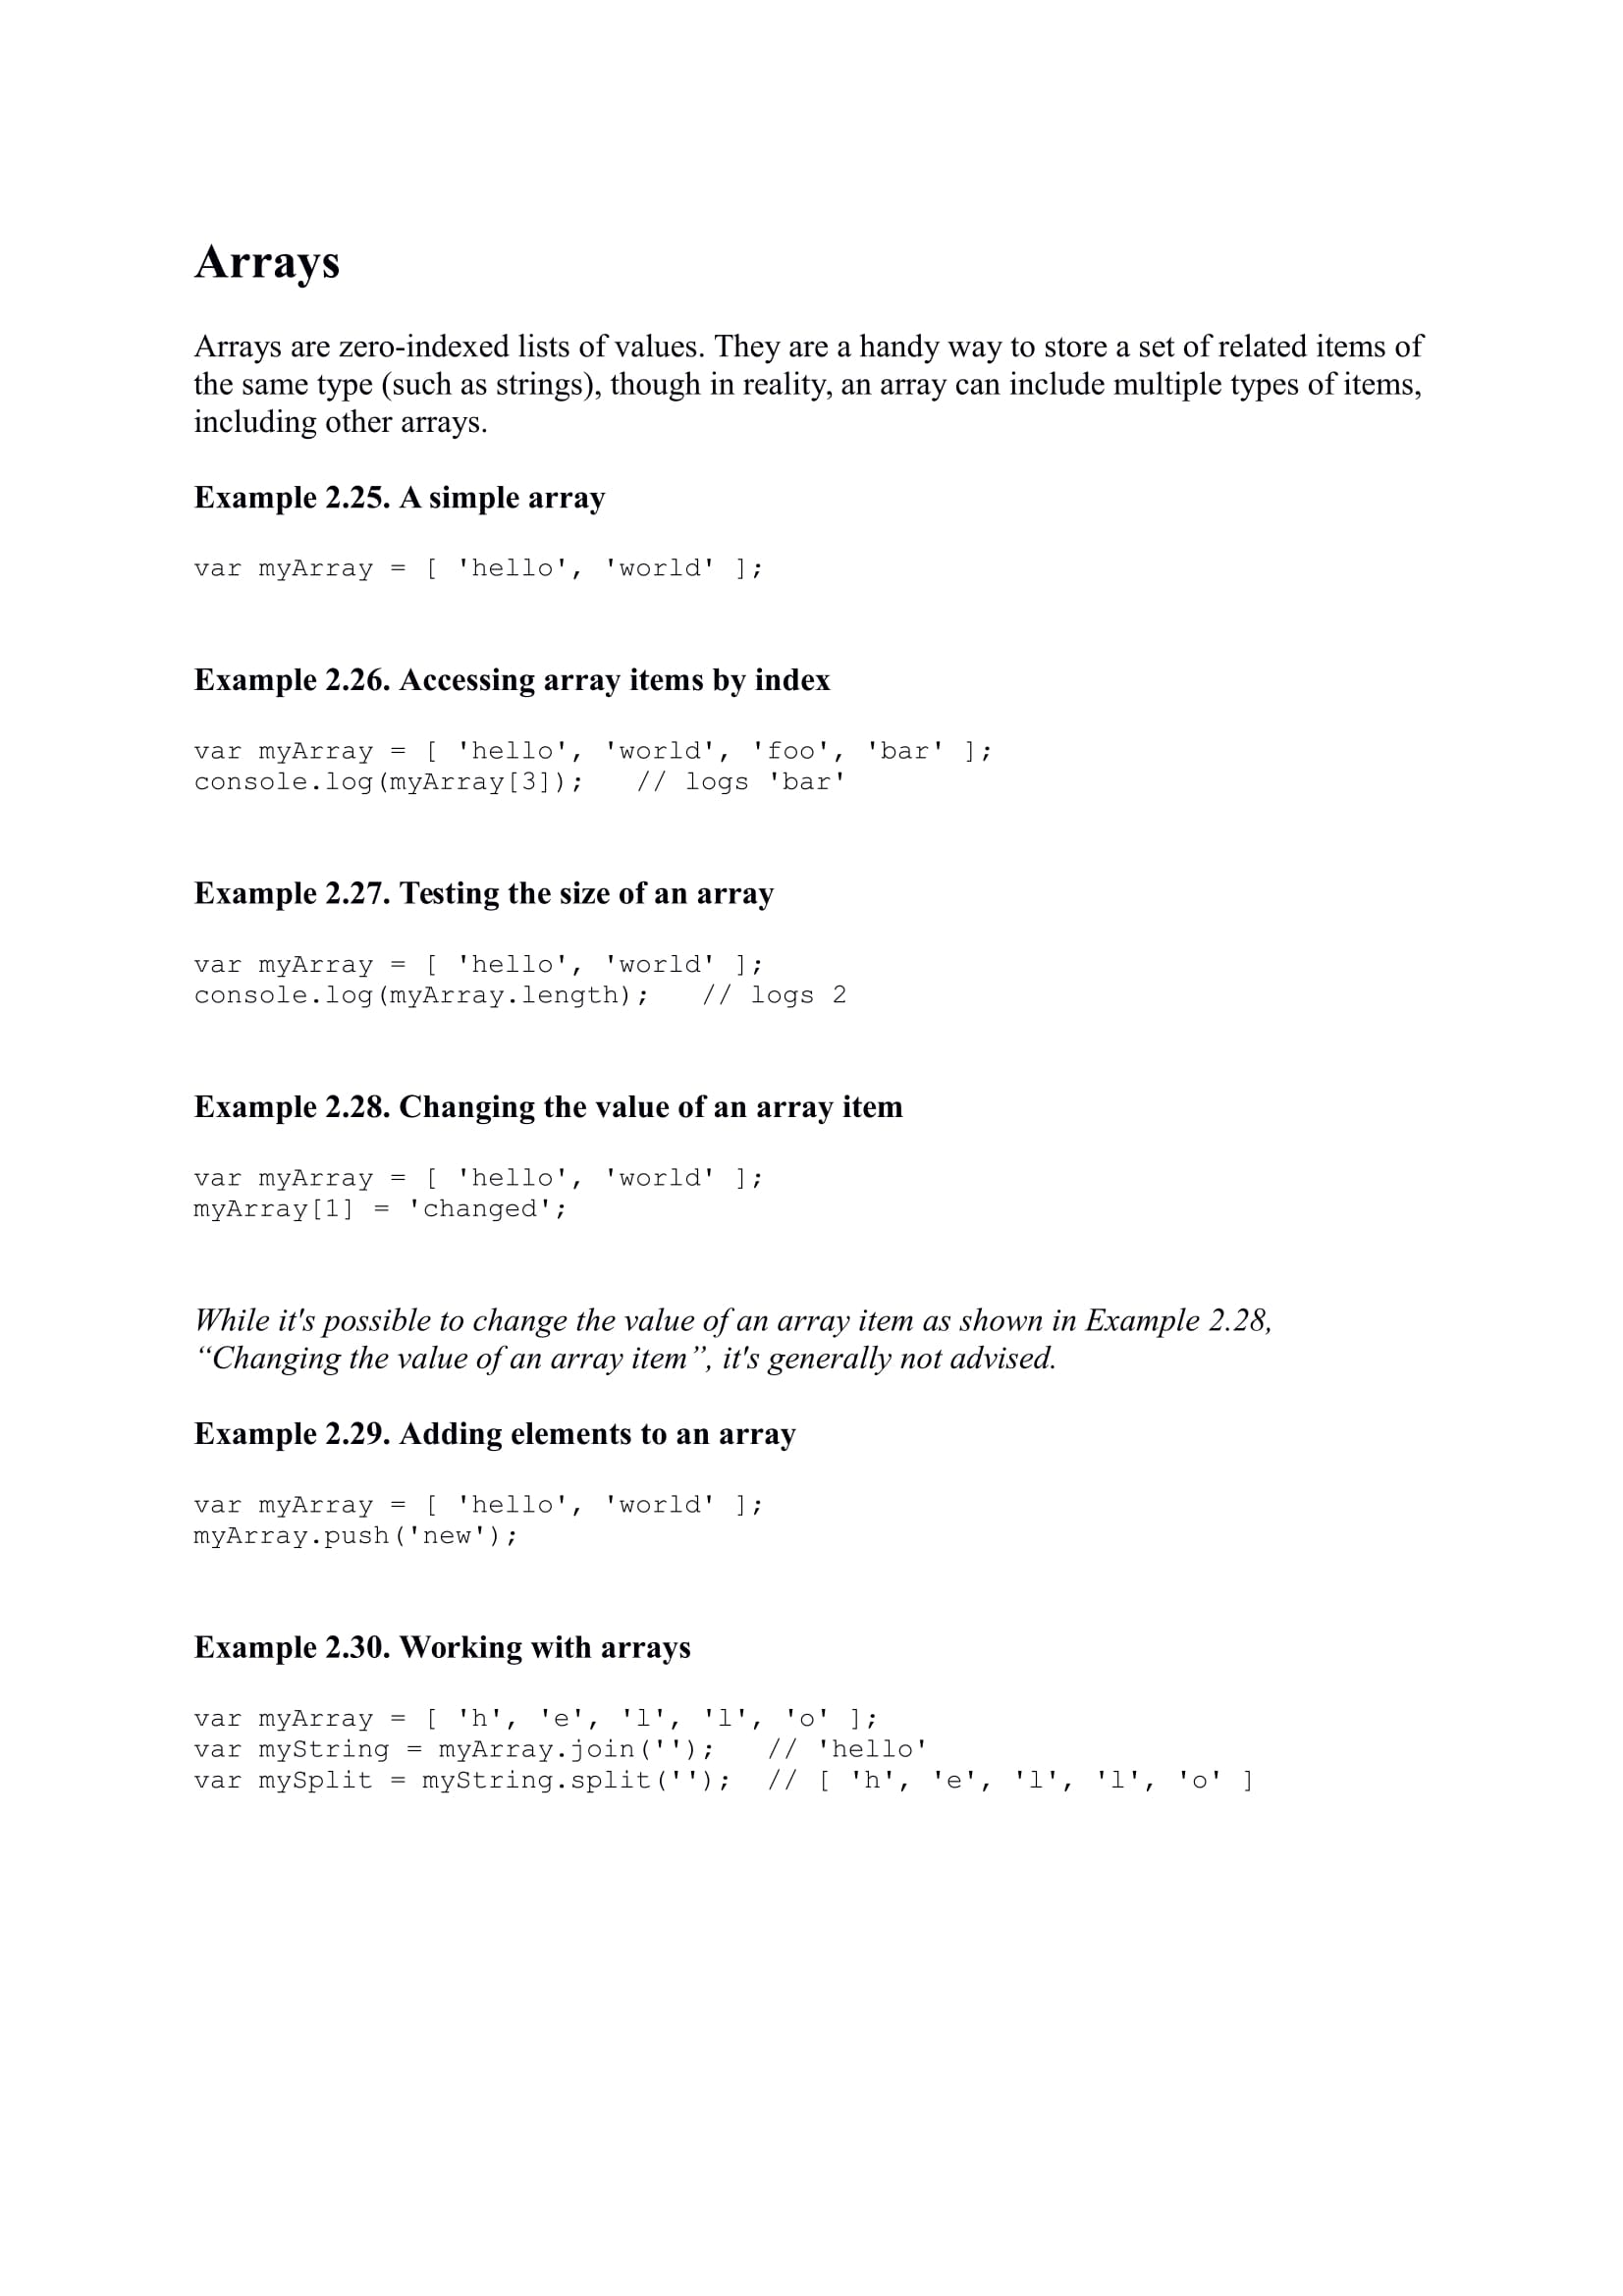 Arrays
Arrays are zero-indexed lists of values. They are a handy way to store a set of related items of
the same type (such as strings), though in reality, an array can include multiple types of items,
including other arrays.
Example 2.25. A simple array
var myArray = [ 'hello', 'world' ];
Example 2.26. Accessing array items by index
var myArray = [ 'hello', 'world', 'foo', 'bar' ];
console.log(myArray[3]);   // logs 'bar'
Example 2.27. Testing the size of an array
var myArray = [ 'hello', 'world' ];
console.log(myArray.length);   // logs 2
Example 2.28. Changing the value of an array item
var myArray = [ 'hello', 'world' ];
myArray[1] = 'changed';
While it's possible to change the value of an array item as shown in Example 2.28,
“Changing the value of an array item”, it's generally not advised.
Example 2.29. Adding elements to an array
var myArray = [ 'hello', 'world' ];
myArray.push('new');
Example 2.30. Working with arrays
var myArray = [ 'h', 'e', 'l', 'l', 'o' ];
var myString = myArray.join('');   // 'hello'
var mySplit = myString.split('');  // [ 'h', 'e', 'l', 'l', 'o' ]